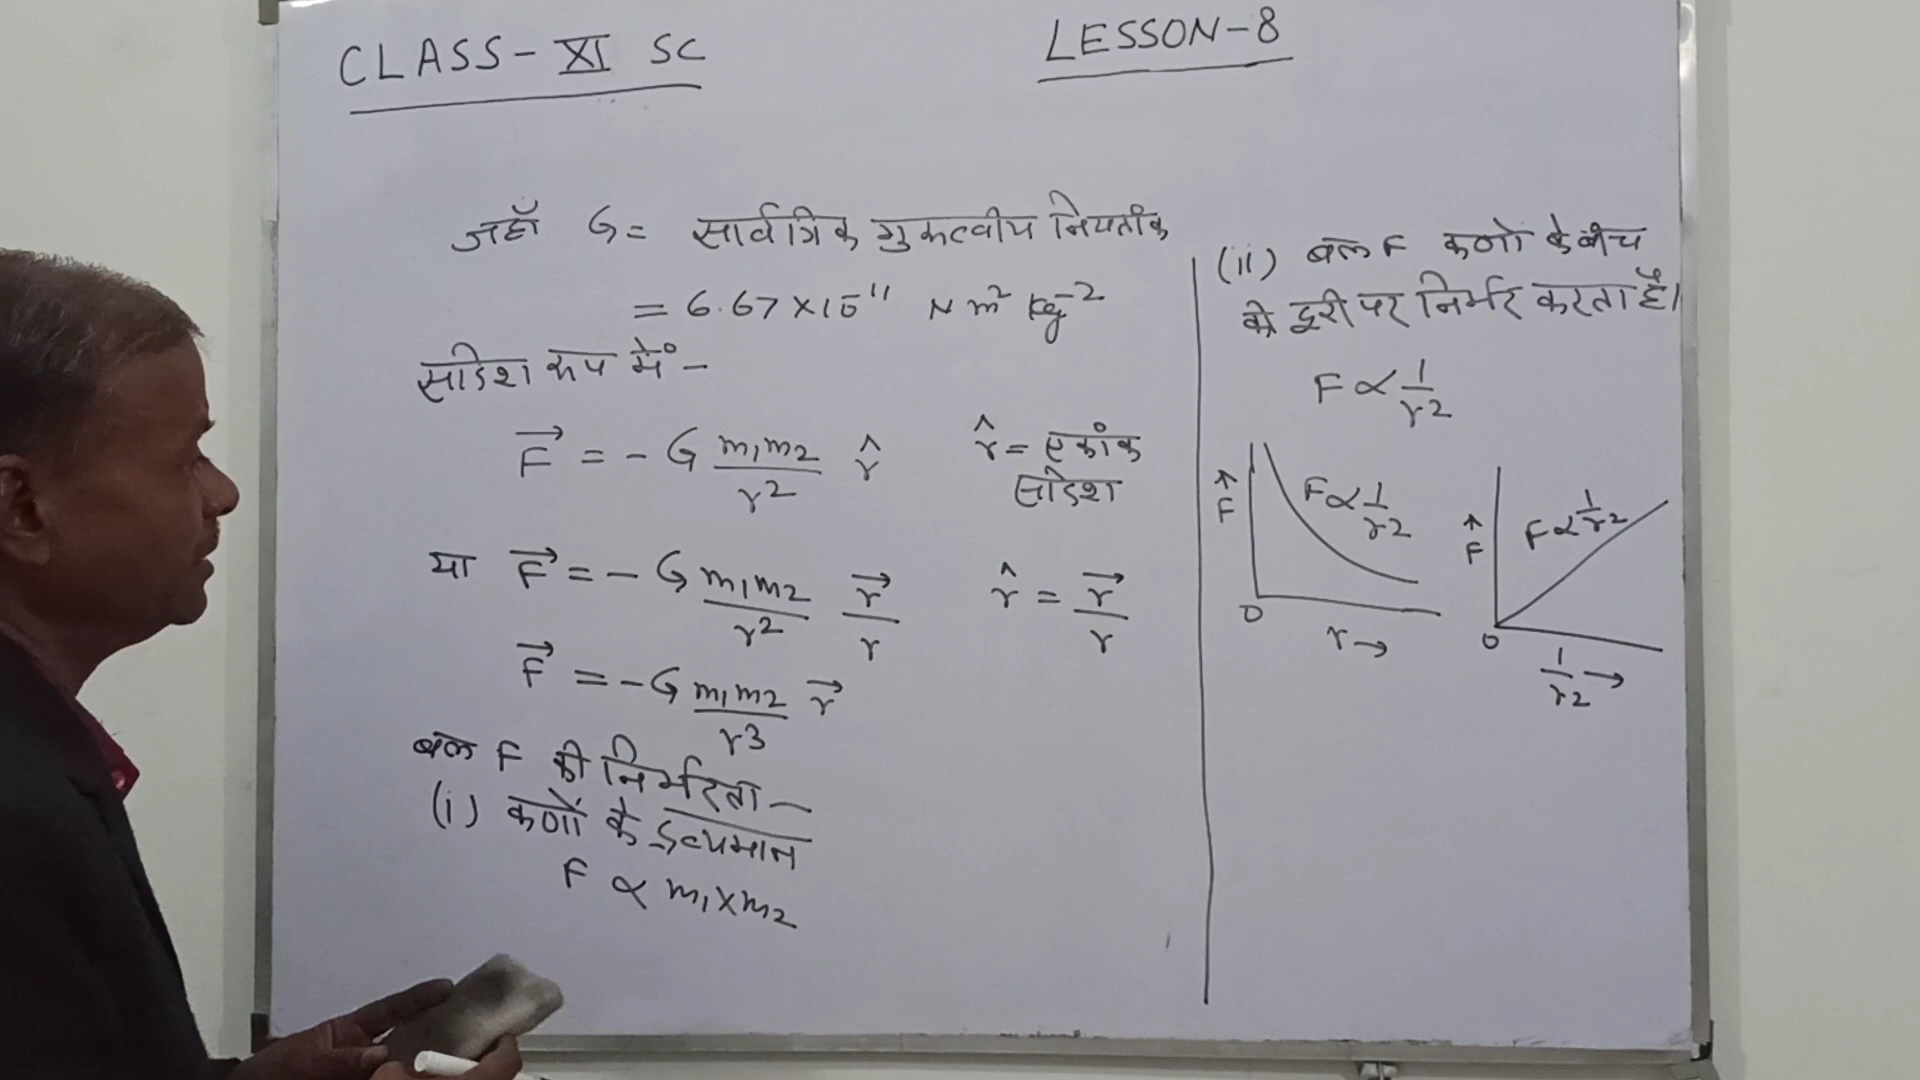 CLASS-XI SC
LESSON-8
जहाँ G = सार्वत्रिक गुरुत्वीय नियतांक
= 6.67 × 10⁻¹¹ N m² kg⁻²
सदिश रूप में -
F⃗ = - G m₁m₂/r² r̂
r̂ = एकांक
सदिश
या F⃗ = - G m₁m₂/r² r⃗/r
r̂ = r⃗/r
F⃗ = - G m₁m₂/r³ r⃗
बल F की निर्भरता -
(i) कणों के द्रव्यमान
F ∝ m₁ × m₂
(ii) बल F कणों के बीच
की दूरी पर निर्भर करता है।
F ∝ 1/r²
↑ F
F ∝ 1/r²
0
r →
↑ F
F ∝ 1/r²
0
1/r² →